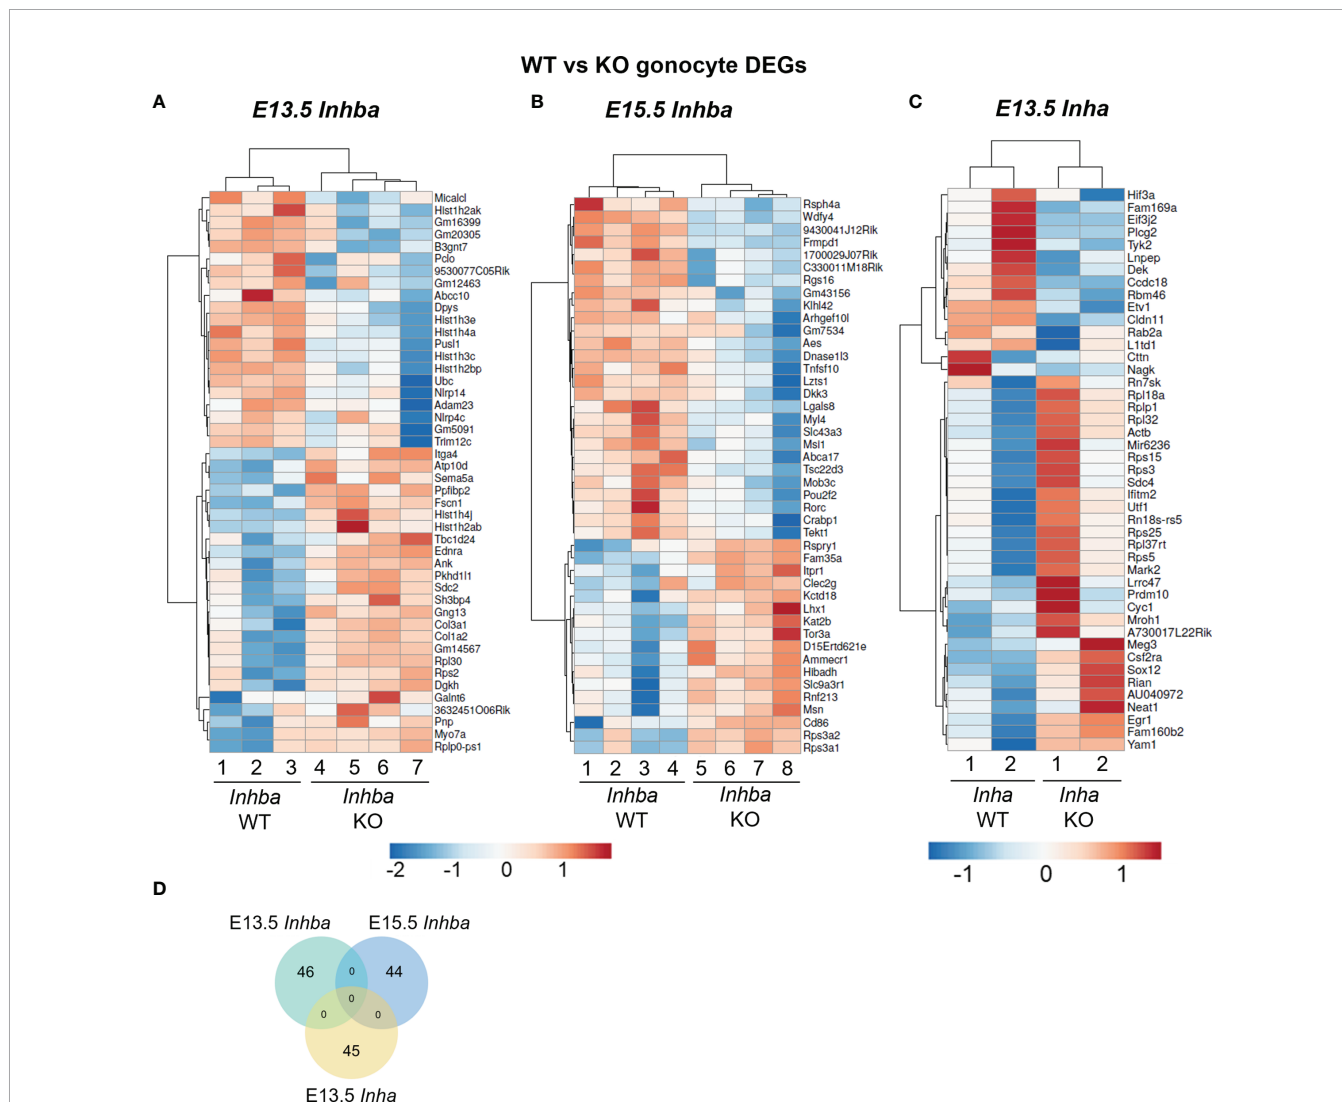 WT vs KO gonocyte DEGs
A
E13.5 Inhba
Micalcl
Hist1h2ak
Gm16399
Gm20305
B3gnt7
Pclo
9530077C05Rik
Gm12463
Abcc10
Dpys
Hist1h3e
Hist1h4a
Pusl1
Hist1h3c
Hist1h2bp
Ubc
Nlrp14
Adam23
Nlrp4c
Gm5091
Trim12c
Itga4
Atp10d
Sema5a
Ppfibp2
Fscn1
Hist1h4j
Hist1h2ab
Tbc1d24
Ednra
Ank
Pkhd1l1
Sdc2
Sh3bp4
Gng13
Col3a1
Col1a2
Gm14567
Rpl30
Rps2
Dgkh
Galnt6
3632451O06Rik
Pnp
Myo7a
Rplp0-ps1
1 2 3 4 5 6 7
Inhba WT
Inhba KO
B
E15.5 Inhba
Rsph4a
Wdfy4
9430041J12Rik
Frmpd1
1700029J07Rik
C330011M18Rik
Rgs16
Gm43156
Klhl42
Arhgef10l
Gm7534
Aes
Dnase1l3
Tnfsf10
Lzts1
Dkk3
Lgals8
Myl4
Slc43a3
Msl1
Abca17
Tsc22d3
Mob3c
Pou2f2
Rorc
Crabp1
Tekt1
Rspry1
Fam35a
Itpr1
Clec2g
Kctd18
Lhx1
Kat2b
Tor3a
D15Ertd621e
Ammecr1
Hibadh
Slc9a3r1
Rnf213
Msn
Cd86
Rps3a2
Rps3a1
1 2 3 4 5 6 7 8
Inhba WT
Inhba KO
-2 -1 0 1
C
E13.5 Inha
Hif3a
Fam169a
Eif3j2
Plcg2
Tyk2
Lnpep
Dek
Ccdc18
Rbm46
Etv1
Cldn11
Rab2a
L1td1
Cttn
Nagk
Rn7sk
Rpl18a
Rplp1
Rpl32
Actb
Mir6236
Rps15
Rps3
Sdc4
Ifitm2
Utf1
Rn18s-rs5
Rps25
Rpl37rt
Rps5
Mark2
Lrrc47
Prdm10
Cyc1
Mroh1
A730017L22Rik
Meg3
Csf2ra
Sox12
Rian
AU040972
Neat1
Egr1
Fam160b2
Yam1
1 2 1 2
Inha WT
Inha KO
-1 0 1
D
E13.5 Inhba E15.5 Inhba
46 0 44
0
0 0
45
E13.5 Inha